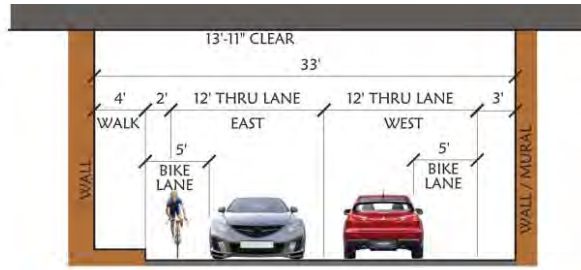 13'-11" CLEAR
33'
4'
2'
12' THRU LANE
12' THRU LANE
3'
WALK
EAST
WEST
5'
BIKE
LANE
5'
BIKE
LANE
WALL
WALL / MURAL